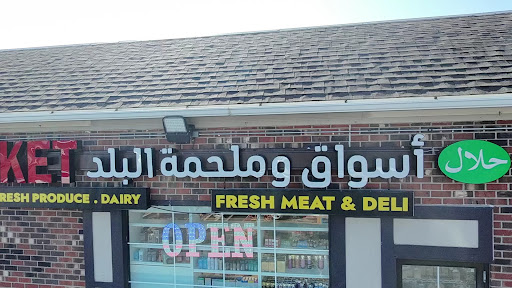 KET أسواق وملحمة البلد حلال
RESH PRODUCE . DAIRY
FRESH MEAT & DELI
OPEN